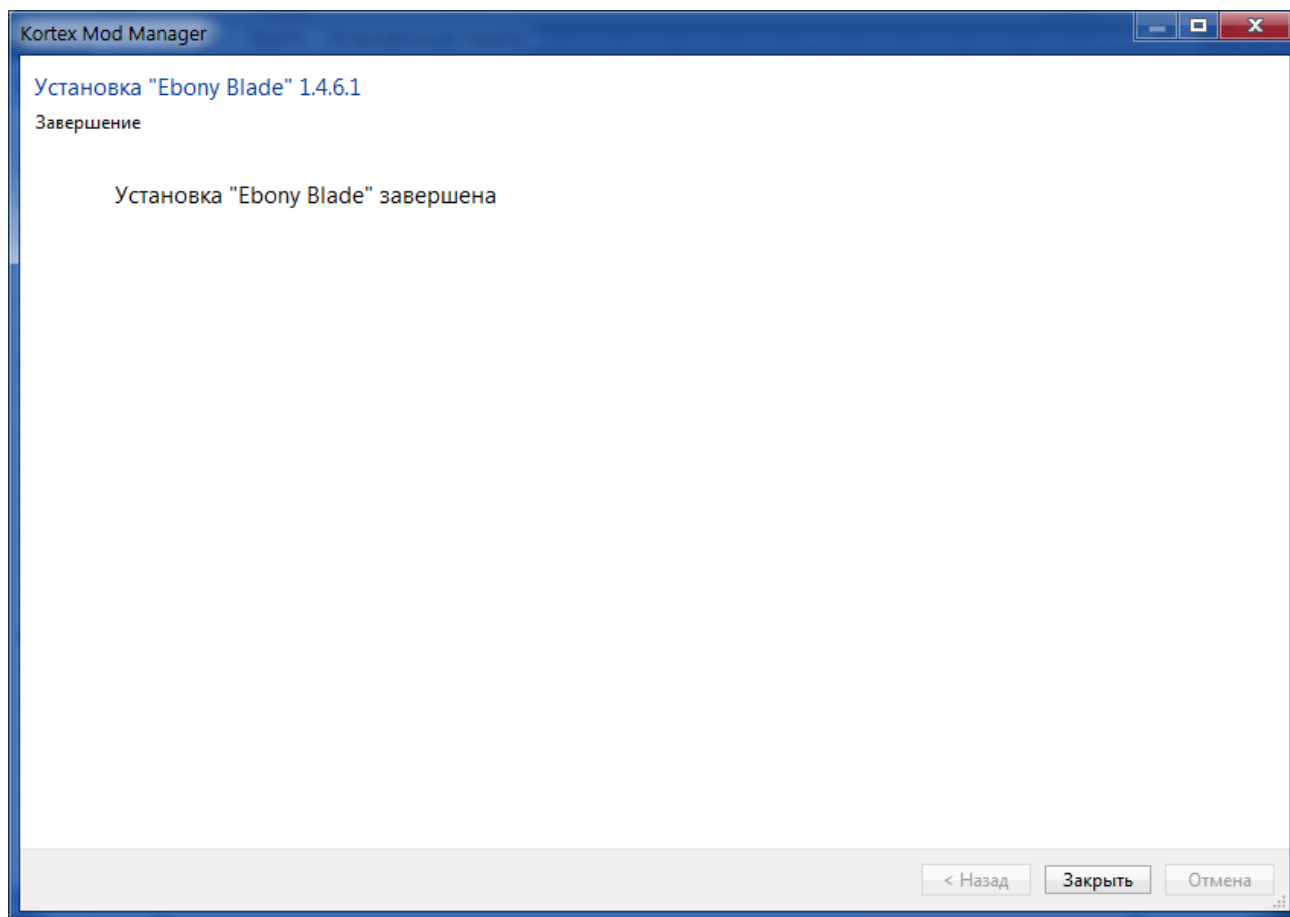 Kortex Mod Manager
Установка "Ebony Blade" 1.4.6.1
Завершение
Установка "Ebony Blade" завершена
< Назад Закрыть Отмена